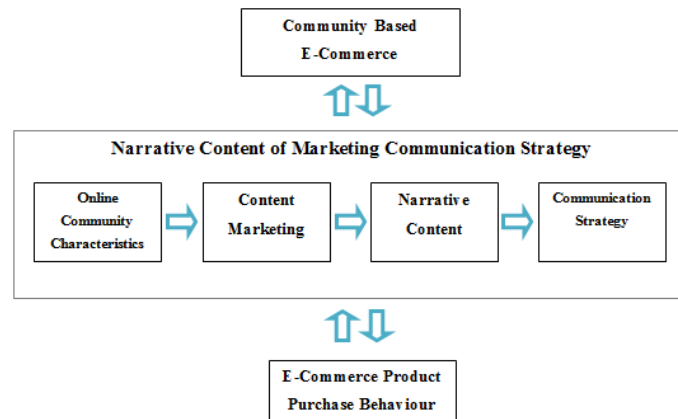 Community Based
E-Commerce
Narrative Content of Marketing Communication Strategy
Online
Community
Characteristics
Content
Marketing
Narrative
Content
Communication
Strategy
E-Commerce Product
Purchase Behaviour